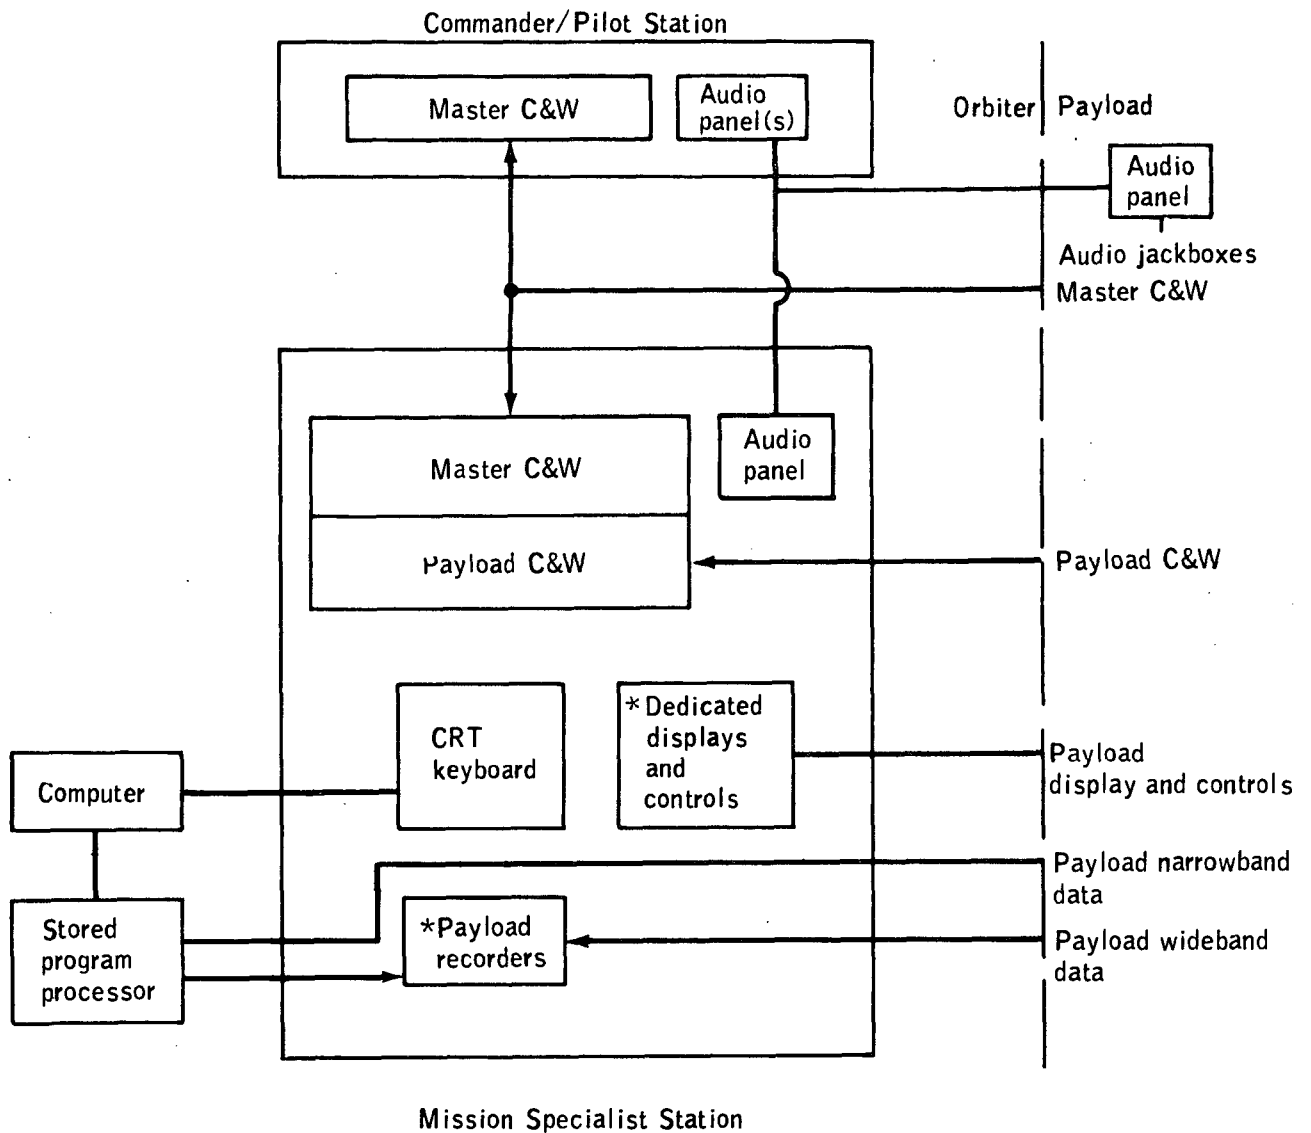 Commander/Pilot Station
Master C&W
Audio
panel(s)
Orbiter
Payload
Audio
panel
Audio jackboxes
Master C&W
Master C&W
Audio
panel
Payload C&W
Payload C&W
CRT
keyboard
*Dedicated
displays
and
controls
Payload
display and controls
Computer
Payload narrowband
data
Stored
program
processor
*Payload
recorders
Payload wideband
data
Mission Specialist Station